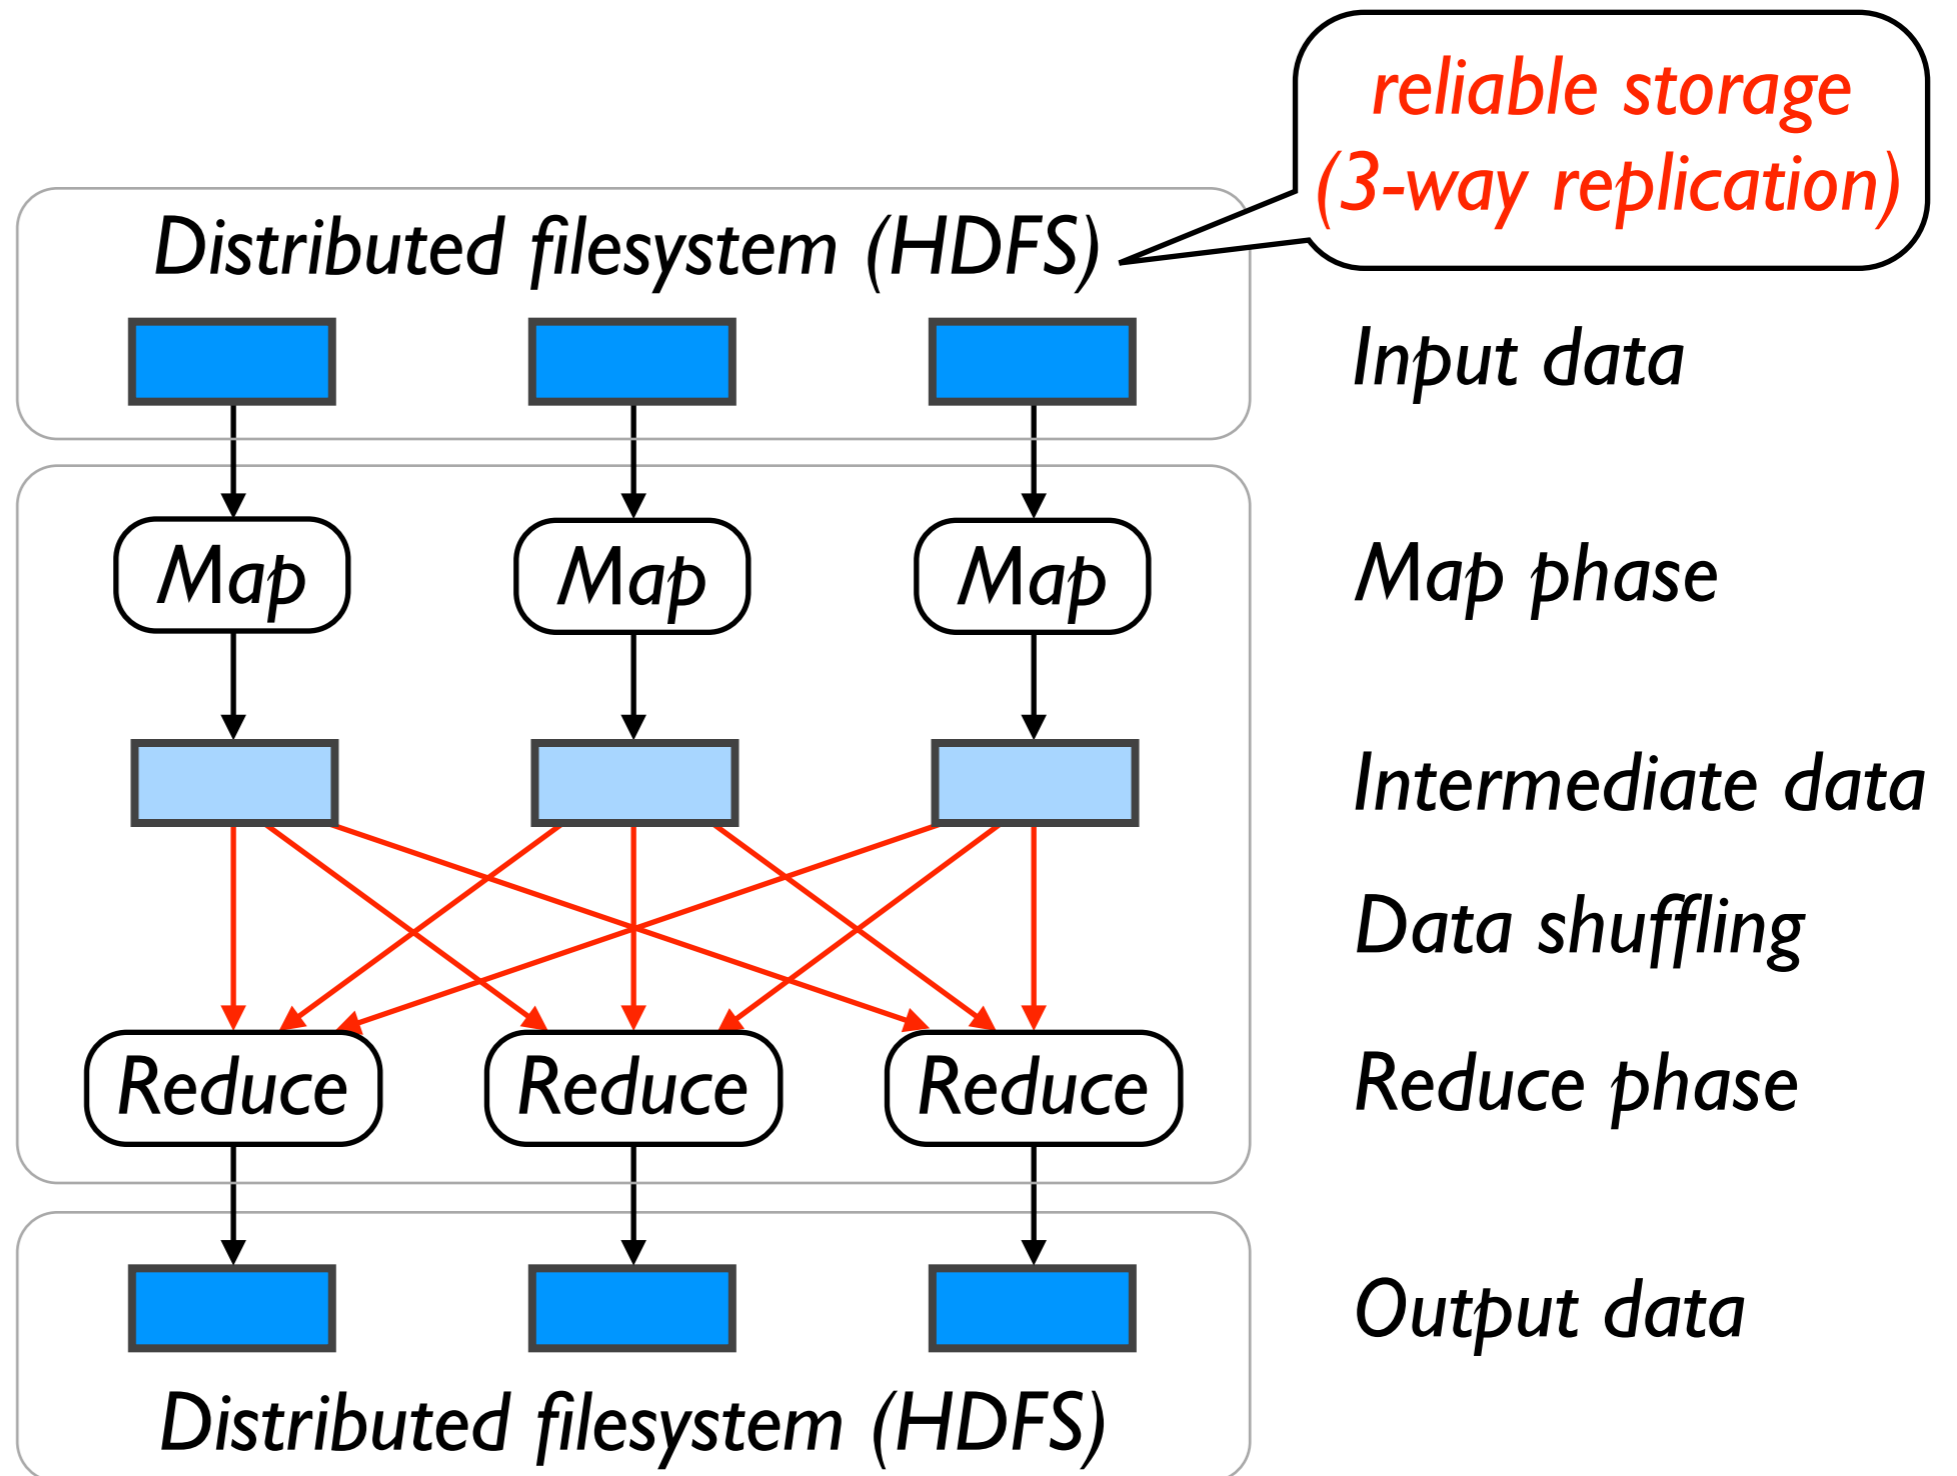 reliable storage
(3-way replication)
Distributed filesystem (HDFS)
Input data
Map Map Map Map phase
Intermediate data
Data shuffling
Reduce Reduce Reduce Reduce phase
Output data
Distributed filesystem (HDFS)